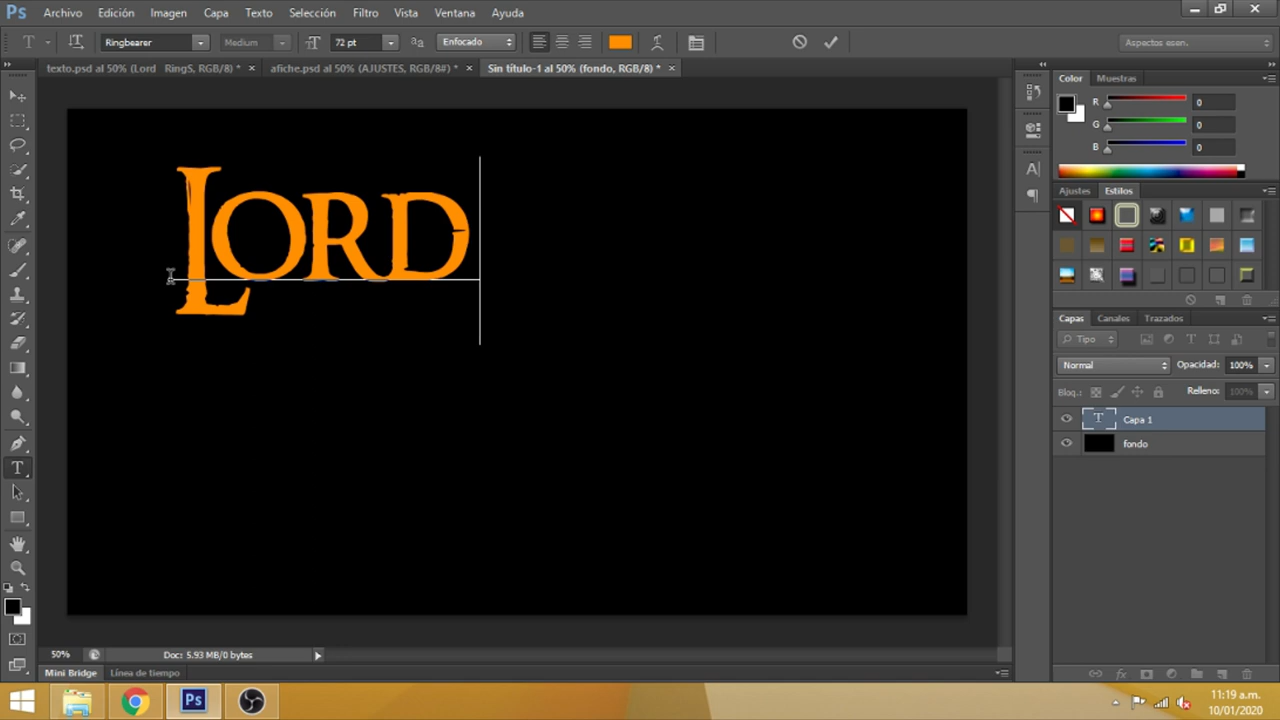 Ps Archivo Edición Imagen Capa Texto Selección Filtro Vista Ventana Ayuda
T Ringbearer Medium 72 pt aa Enfocado Aspectos esen.
texto.psd al 50% (Lord RingS, RGB/8) * × afiche.psd al 50% (AJUSTES, RGB/8#) * × Sin título-1 al 50% (fondo, RGB/8) * ×
Color Muestras
R 0
G 0
B 0
Ajustes Estilos
LORD
Capas Canales Trazados
Tipo
Normal Opacidad: 100%
Bloq.: Relleno: 100%
T Capa 1
fondo
50% Doc: 5.93 MB/0 bytes
Mini Bridge Línea de tiempo
Ps
11:19 a.m.
10/01/2020